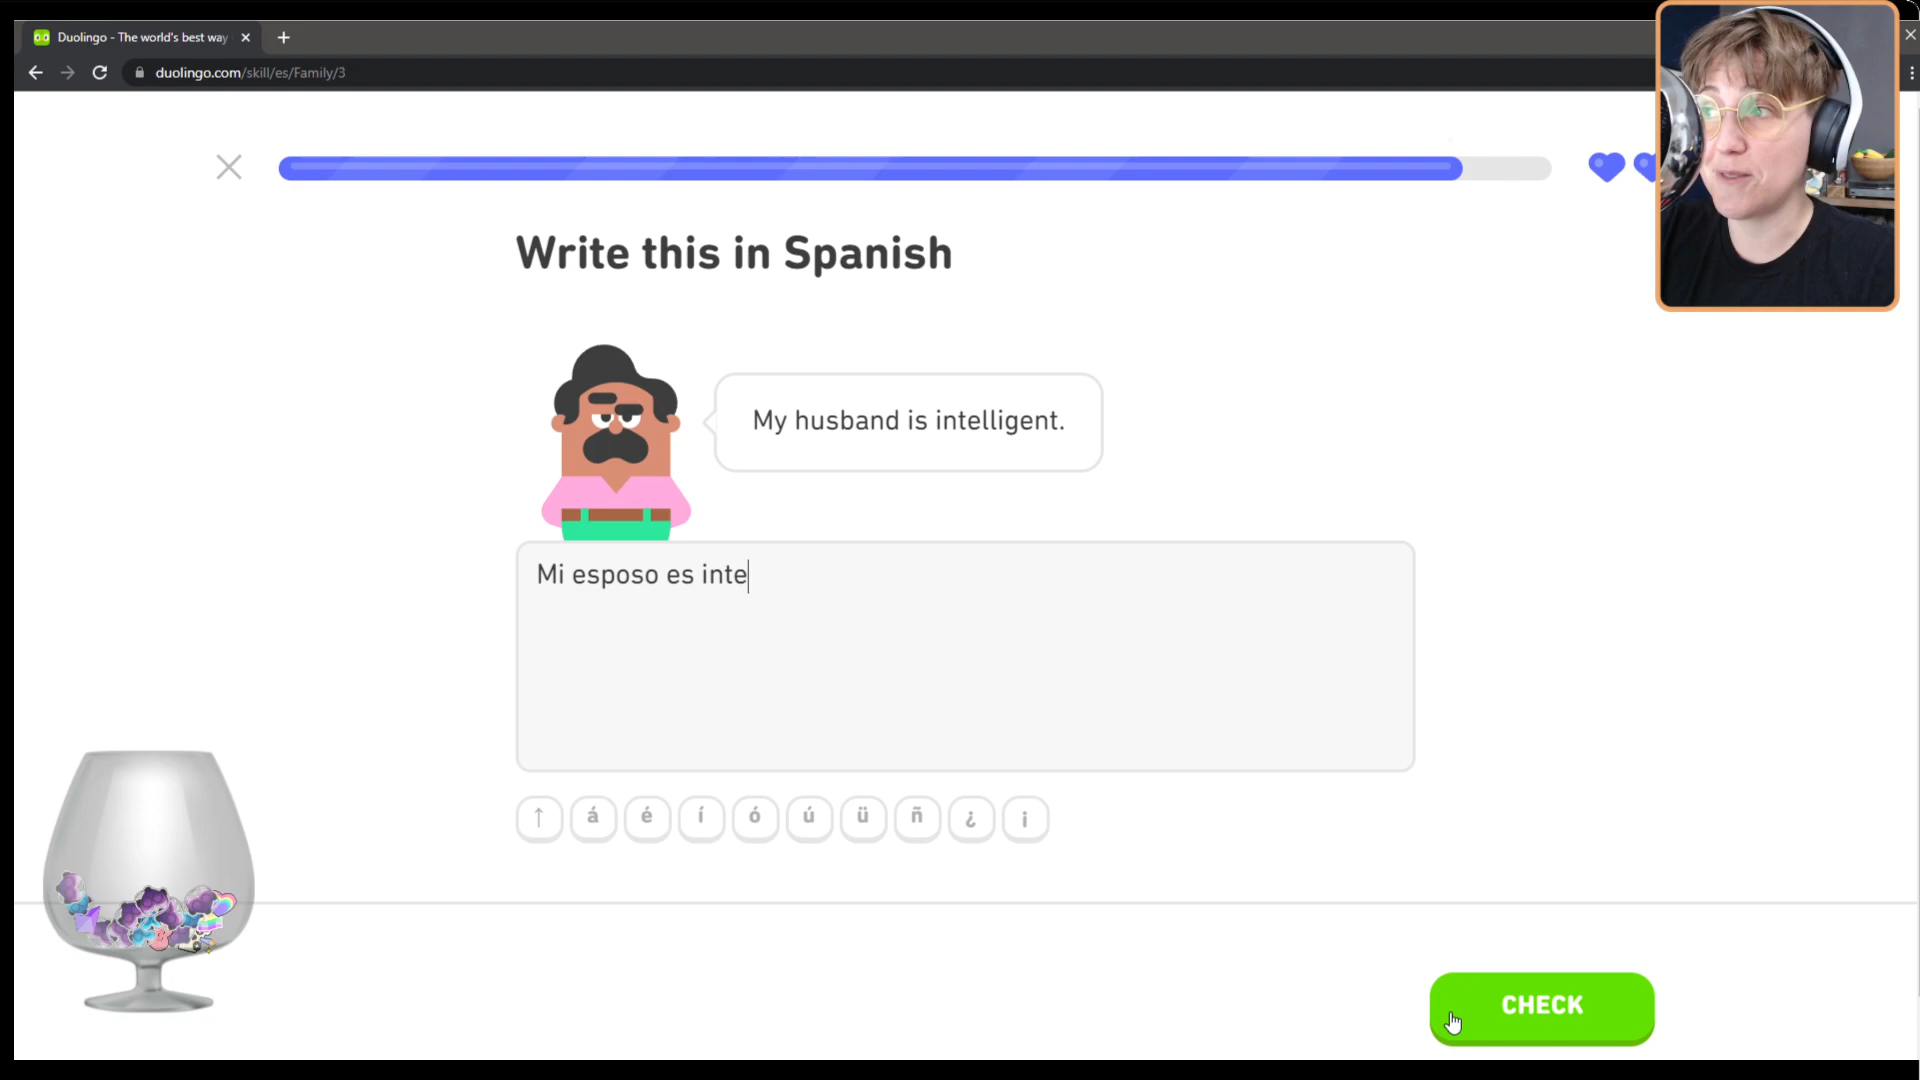 Duolingo - The world's best way
duolingo.com/skill/es/Family/3
Write this in Spanish
My husband is intelligent.
Mi esposo es inte
↑ á é í ó ú ü ñ ¿ ¡
CHECK